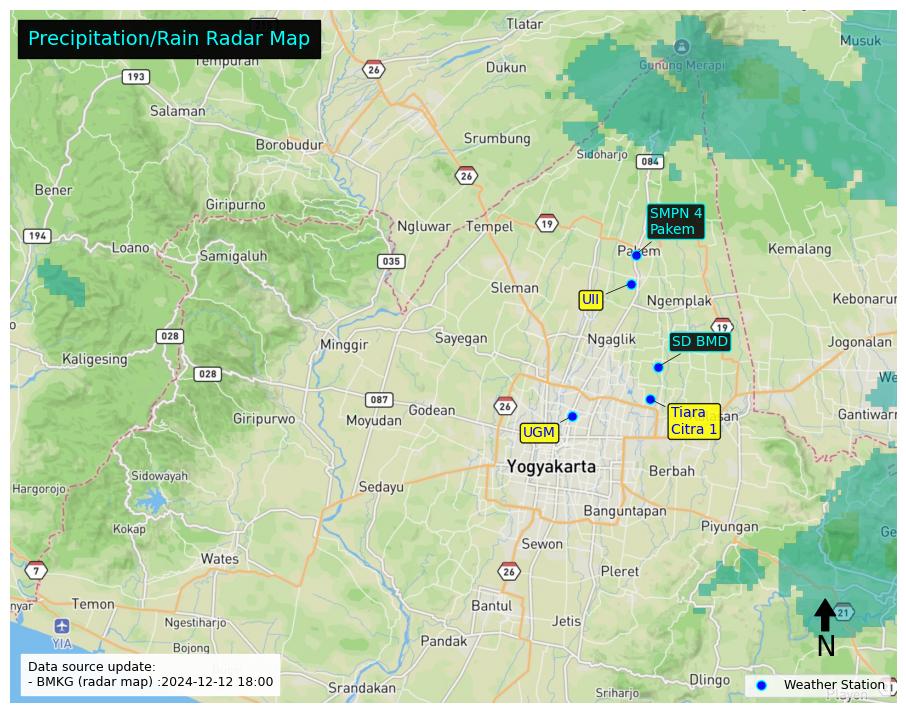 Precipitation/Rain Radar Map
Tlatar
Musuk
Tempuran
26
Dukun
Gunung Merapi
193
Salaman
Srumbung
Borobudur
Sidoharjo
084
26
Bener
Giripurno
SMPN 4
Pakem
194
Ngluwar
Tempel
19
Loano
Samigaluh
035
Pakem
Kemalang
Sleman
UII
Ngemplak
Kebonarum
028
Minggir
Sayegan
Ngaglik
19
SD BMD
Jogonalan
Kaligesing
028
087
Godean
26
Tiara
Citra 1
Gantiwarn
Giripurwo
Moyudan
UGM
Yogyakarta
Berbah
Sidowayah
Hargorojo
Sedayu
Banguntapan
Kokap
Piyungan
Wates
Sewon
7
26
Pleret
Temon
Bantul
21
Ngestiharjo
Jetis
YIA
Bojong
Pandak
N
Data source update:
- BMKG (radar map) :2024-12-12 18:00
Srandakan
Dlingo
Sriharjo
Weather Station
Playen